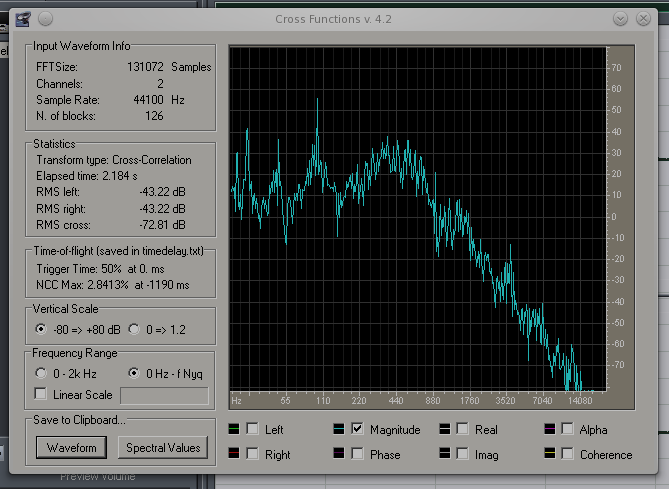 Cross Functions v. 4.2
Input Waveform Info
FFTSize: 131072 Samples
Channels: 2
Sample Rate: 44100 Hz
N. of blocks: 126
Statistics
Transform type: Cross-Correlation
Elapsed time: 2.184 s
RMS left: -43.22 dB
RMS right: -43.22 dB
RMS cross: -72.81 dB
Time-of-flight (saved in timedelay.txt)
Trigger Time: 50% at 0. ms
NCC Max: 2.8413% at -1190 ms
Vertical Scale
-80 => +80 dB 0 => 1.2
Frequency Range
0 - 2k Hz 0 Hz - f Nyq
Linear Scale
Save to Clipboard...
Waveform Spectral Values
70
60
50
40
30
20
10
-0
-10
-20
-30
-40
-50
-60
-70
Hz 55 110 220 440 880 1760 3520 7040 14080
Left Magnitude Real Alpha
Right Phase Imag Coherence
Preview Volume